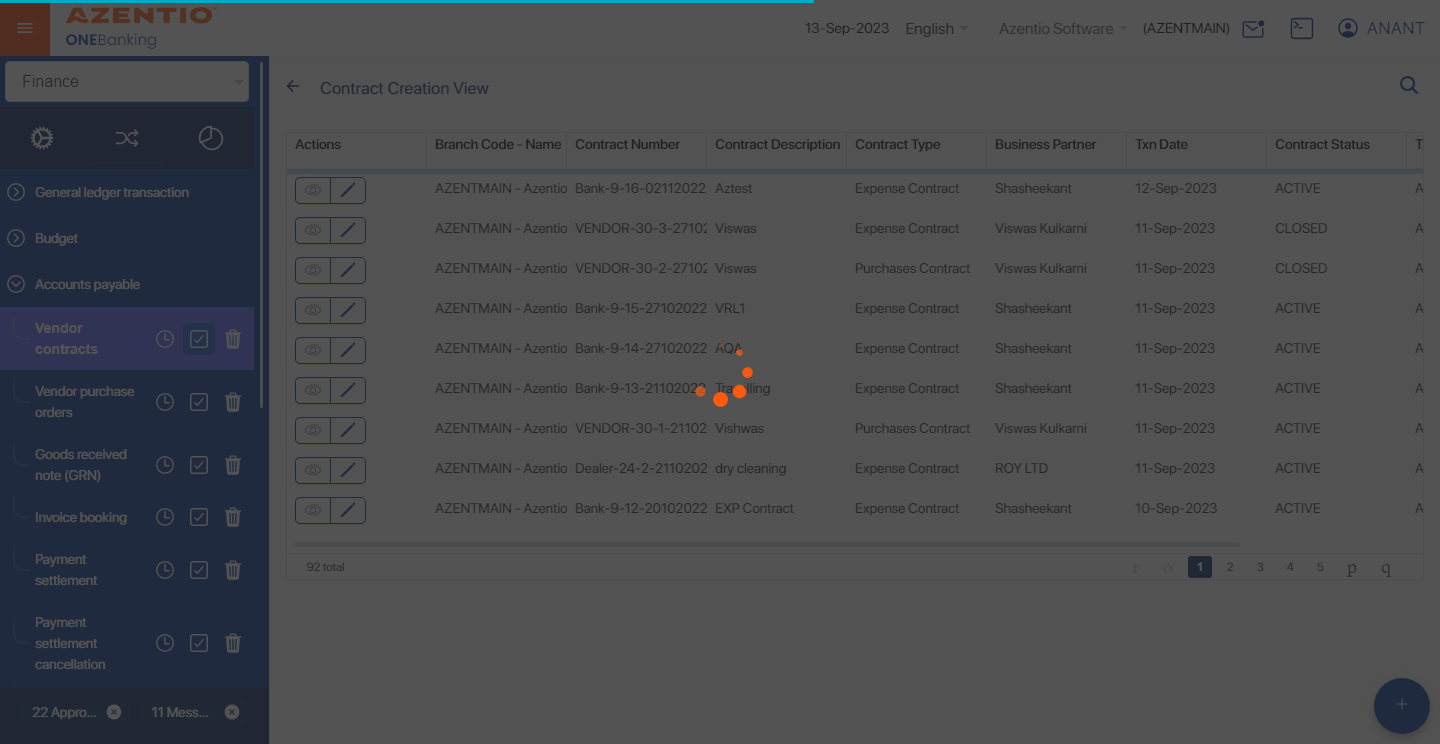 AZENTIO
ONEBanking
13-Sep-2023 English Azentio Software (AZENTMAIN) ANANT
Finance
Contract Creation View
General ledger transaction
Budget
Accounts payable
Vendor
contracts
Vendor purchase
orders
Goods received
note (GRN)
Invoice booking
Payment
settlement
Payment
settlement
cancellation
22 Appro... 11 Mess...
Actions Branch Code - Name Contract Number Contract Description Contract Type Business Partner Txn Date Contract Status T
AZENTMAIN - Azentio Bank-9-16-02112022 Aztest Expense Contract Shasheekant 12-Sep-2023 ACTIVE A
AZENTMAIN - Azentio VENDOR-30-3-27102 Viswas Expense Contract Viswas Kulkarni 11-Sep-2023 CLOSED A
AZENTMAIN - Azentio VENDOR-30-2-27102 Viswas Purchases Contract Viswas Kulkarni 11-Sep-2023 CLOSED A
AZENTMAIN - Azentio Bank-9-15-27102022 VRL1 Expense Contract Shasheekant 11-Sep-2023 ACTIVE A
AZENTMAIN - Azentio Bank-9-14-27102022 AQA Expense Contract Shasheekant 11-Sep-2023 ACTIVE A
AZENTMAIN - Azentio Bank-9-13-21102022 Travelling Expense Contract Shasheekant 11-Sep-2023 ACTIVE A
AZENTMAIN - Azentio VENDOR-30-1-21102 Vishwas Purchases Contract Viswas Kulkarni 11-Sep-2023 ACTIVE A
AZENTMAIN - Azentio Dealer-24-2-2110202 dry cleaning Expense Contract ROY LTD 11-Sep-2023 ACTIVE A
AZENTMAIN - Azentio Bank-9-12-20102022 EXP Contract Expense Contract Shasheekant 10-Sep-2023 ACTIVE A
92 total r o 1 2 3 4 5 p q